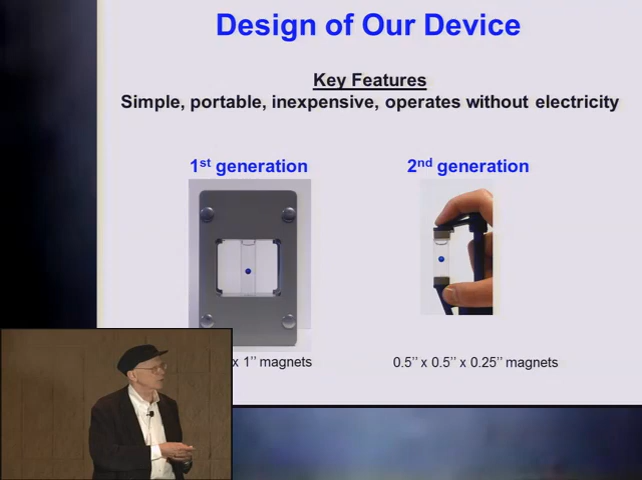 Design of Our Device
Key Features
Simple, portable, inexpensive, operates without electricity
1st generation
2nd generation
x 1" magnets
0.5" x 0.5" x 0.25" magnets